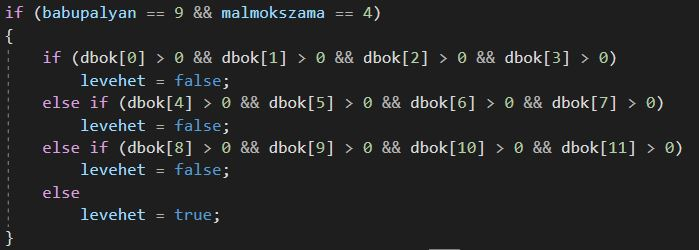 if (babupalyan == 9 && malmokszama == 4)
{
if (dbok[0] > 0 && dbok[1] > 0 && dbok[2] > 0 && dbok[3] > 0)
levehet = false;
else if (dbok[4] > 0 && dbok[5] > 0 && dbok[6] > 0 && dbok[7] > 0)
levehet = false;
else if (dbok[8] > 0 && dbok[9] > 0 && dbok[10] > 0 && dbok[11] > 0)
levehet = false;
else
levehet = true;
}